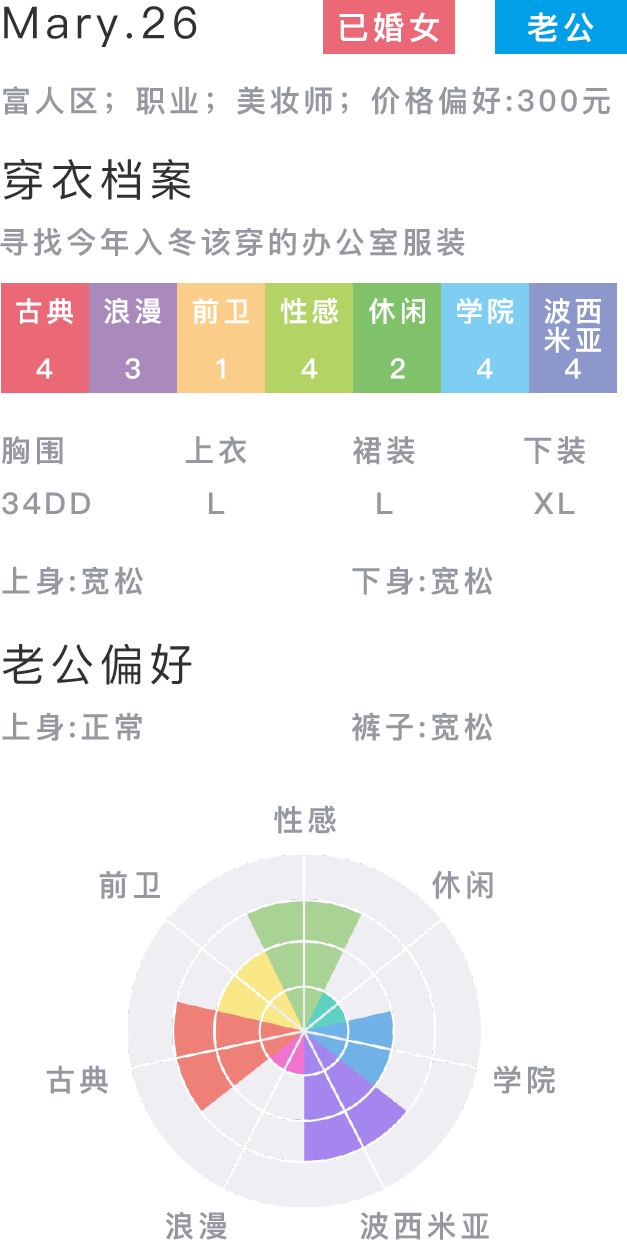 Mary.26 已婚女 老公
富人区；职业；美妆师；价格偏好:300元
穿衣档案
寻找今年入冬该穿的办公室服装
古典 浪漫 前卫 性感 休闲 学院 波西米亚
4 3 1 4 2 4 4
胸围 上衣 裙装 下装
34DD L L XL
上身:宽松 下身:宽松
老公偏好
上身:正常 裤子:宽松
性感
前卫 休闲
古典 学院
浪漫 波西米亚